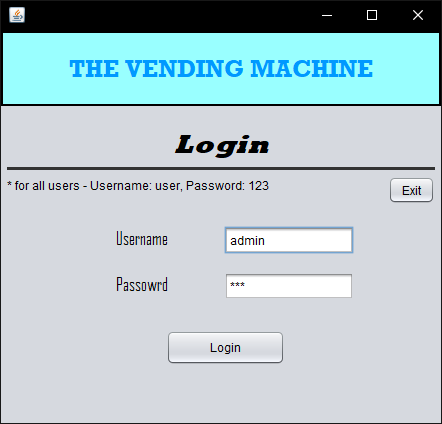 THE VENDING MACHINE
Login
* for all users - Username: user, Password: 123
Exit
Username
admin
Passowrd
***
Login